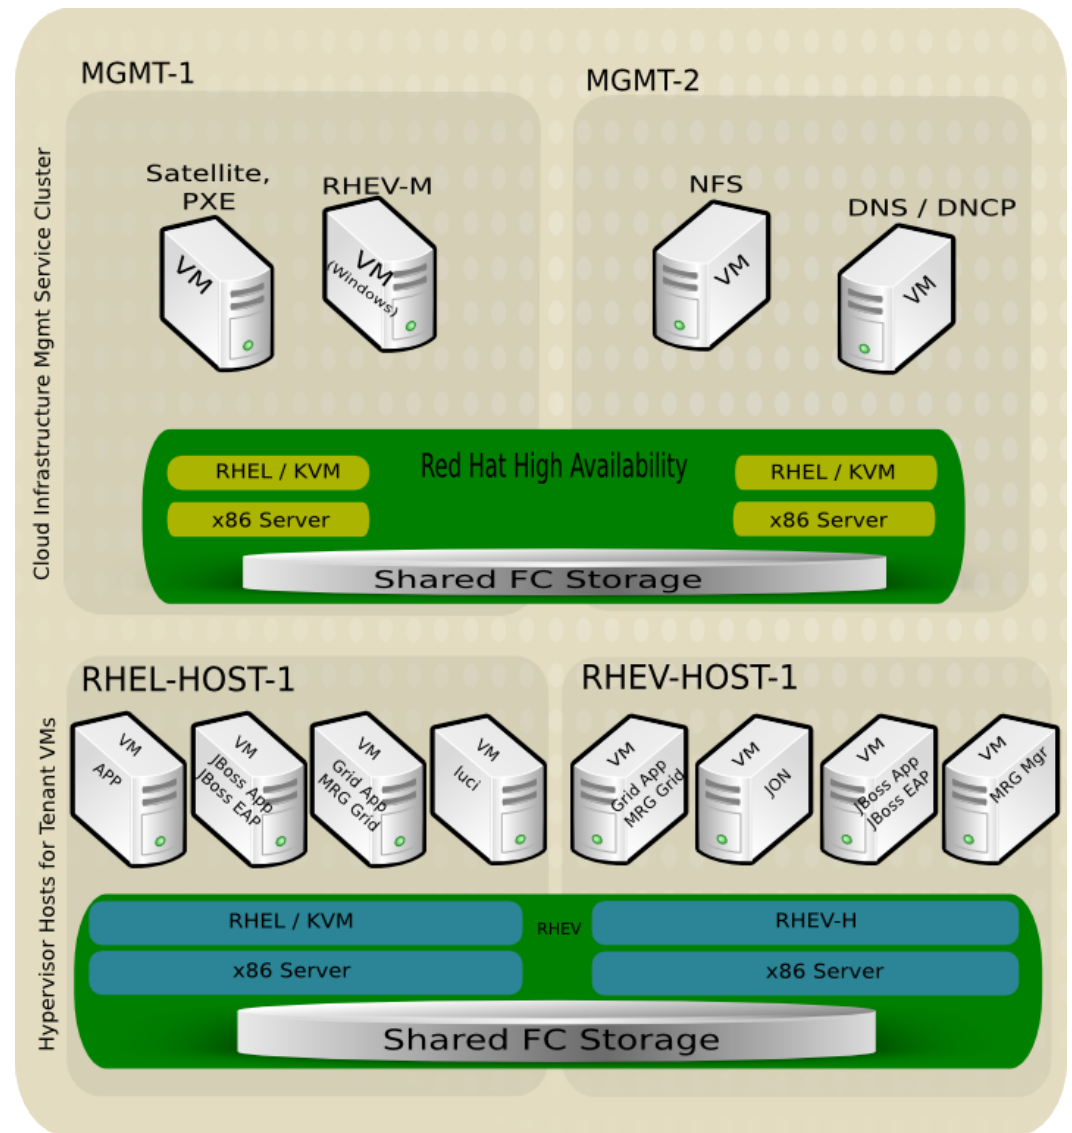 MGMT-1
MGMT-2
Cloud Infrastructure Mgmt Service Cluster
Satellite,
PXE
VM
RHEV-M
VM
(Windows)
NFS
VM
DNS / DNCP
VM
Red Hat High Availability
RHEL / KVM
x86 Server
RHEL / KVM
x86 Server
Shared FC Storage
Hypervisor Hosts for Tenant VMs
RHEL-HOST-1
VM
APP
VM
JBoss App
JBoss EAP
VM
Grid App
MRG Grid
VM
luci
RHEV-HOST-1
VM
Grid App
MRG Grid
VM
JON
VM
JBoss App
JBoss EAP
VM
MRG Mgr
RHEL / KVM
x86 Server
RHEV
RHEV-H
x86 Server
Shared FC Storage